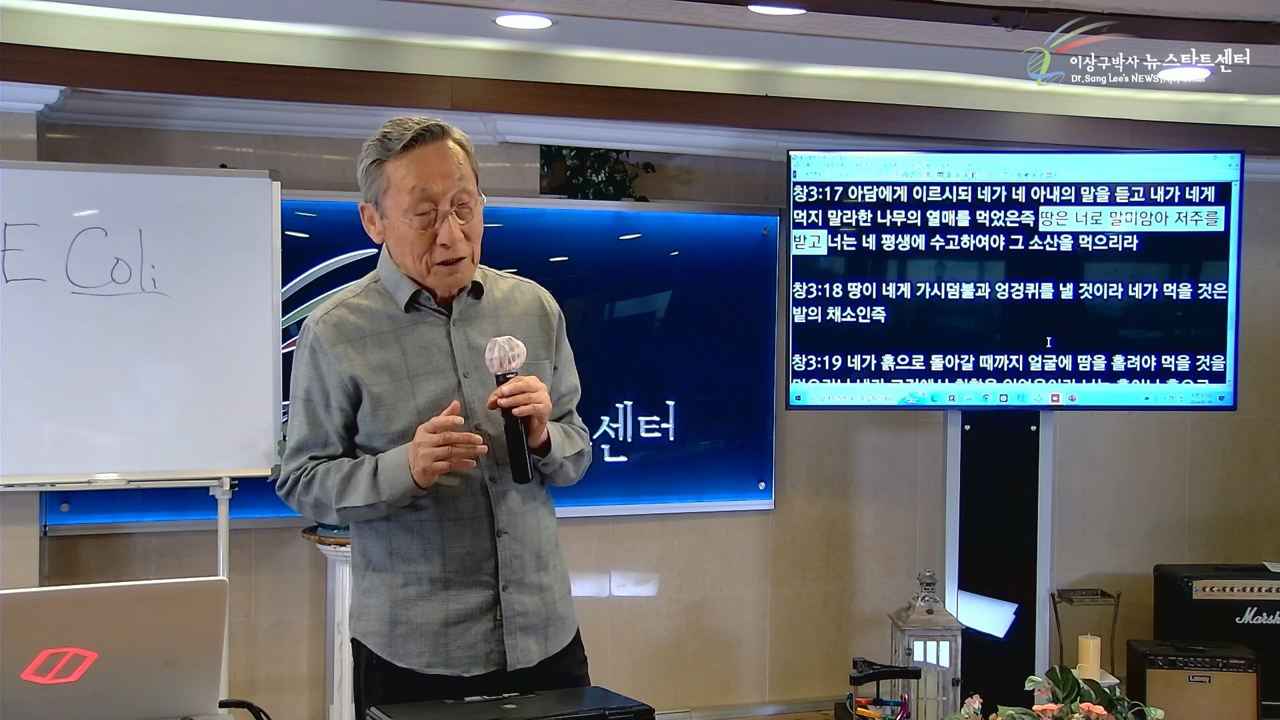 이상구박사 뉴스타트센터
Dr.Sang Lee's NEWSTART Center
E Coli
센터
창3:17 아담에게 이르시되 네가 네 아내의 말을 듣고 내가 네게
먹지 말라한 나무의 열매를 먹었은즉 땅은 너로 말미암아 저주를
받고 너는 네 평생에 수고하여야 그 소산을 먹으리라
창3:18 땅이 네게 가시덤불과 엉겅퀴를 낼 것이라 네가 먹을 것은
밭의 채소인즉
창3:19 네가 흙으로 돌아갈 때까지 얼굴에 땀을 흘려야 먹을 것을
Marsh
Laney